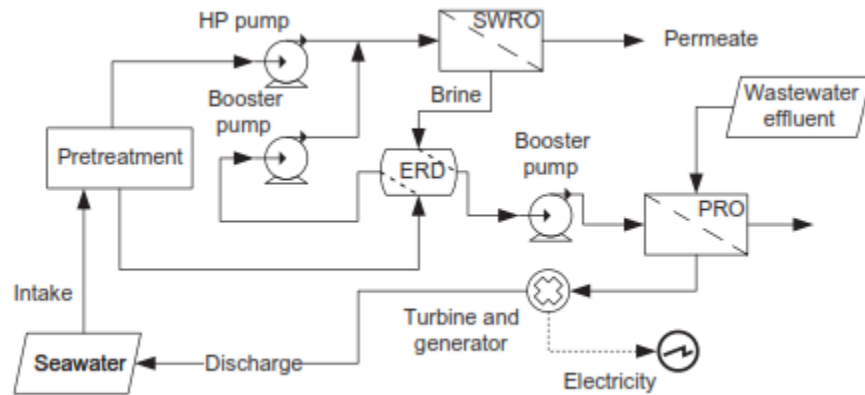 HP pump
SWRO
Permeate
Booster
pump
Brine
Wastewater
effluent
Pretreatment
ERD
Booster
pump
PRO
Intake
Turbine and
generator
Seawater
Discharge
Electricity